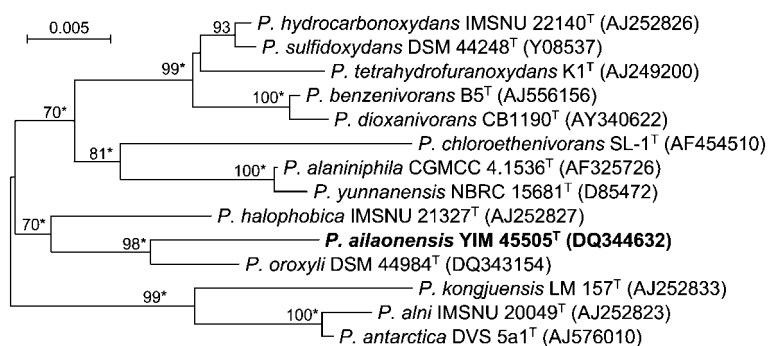 0.005
93
P. hydrocarbonoxydans IMSNU 22140ᵀ (AJ252826)
P. sulfidoxydans DSM 44248ᵀ (Y08537)
99*
P. tetrahydrofuranoxydans K1ᵀ (AJ249200)
100*
P. benzenivorans B5ᵀ (AJ556156)
P. dioxanivorans CB1190ᵀ (AY340622)
70*
P. chloroethenivorans SL-1ᵀ (AF454510)
81*
100*
P. alaniniphila CGMCC 4.1536ᵀ (AF325726)
P. yunnanensis NBRC 15681ᵀ (D85472)
70*
P. halophobica IMSNU 21327ᵀ (AJ252827)
98*
P. ailaonensis YIM 45505ᵀ (DQ344632)
P. oroxyli DSM 44984ᵀ (DQ343154)
99*
P. kongjuensis LM 157ᵀ (AJ252833)
100*
P. alni IMSNU 20049ᵀ (AJ252823)
P. antarctica DVS 5a1ᵀ (AJ576010)